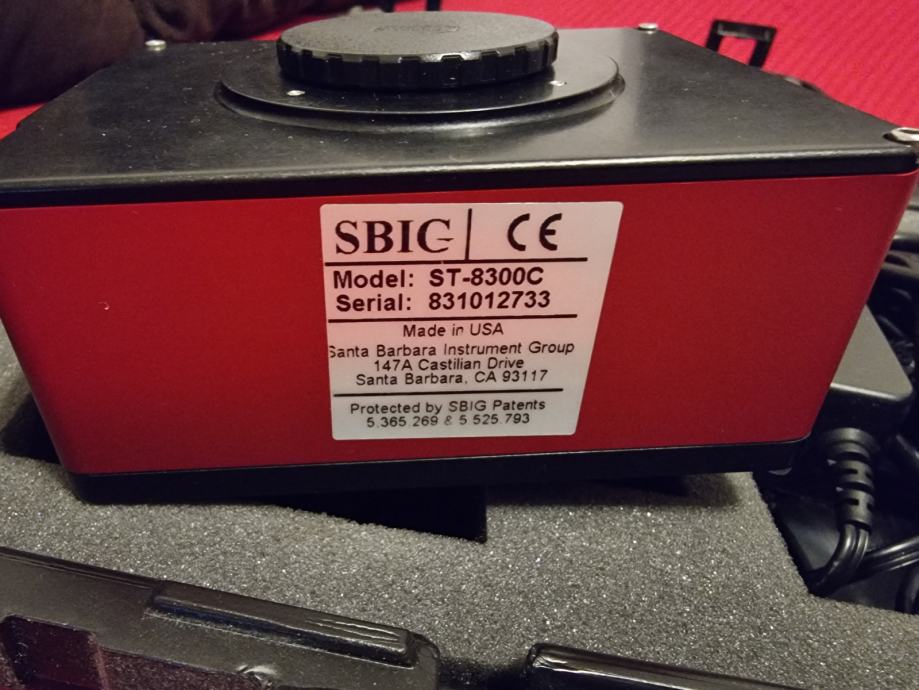 SBIG CE
Model: ST-8300C
Serial: 831012733
Made in USA
Santa Barbara Instrument Group
147A Castilian Drive
Santa Barbara, CA 93117
Protected by SBIG Patents
5,365,269 & 5,525,793